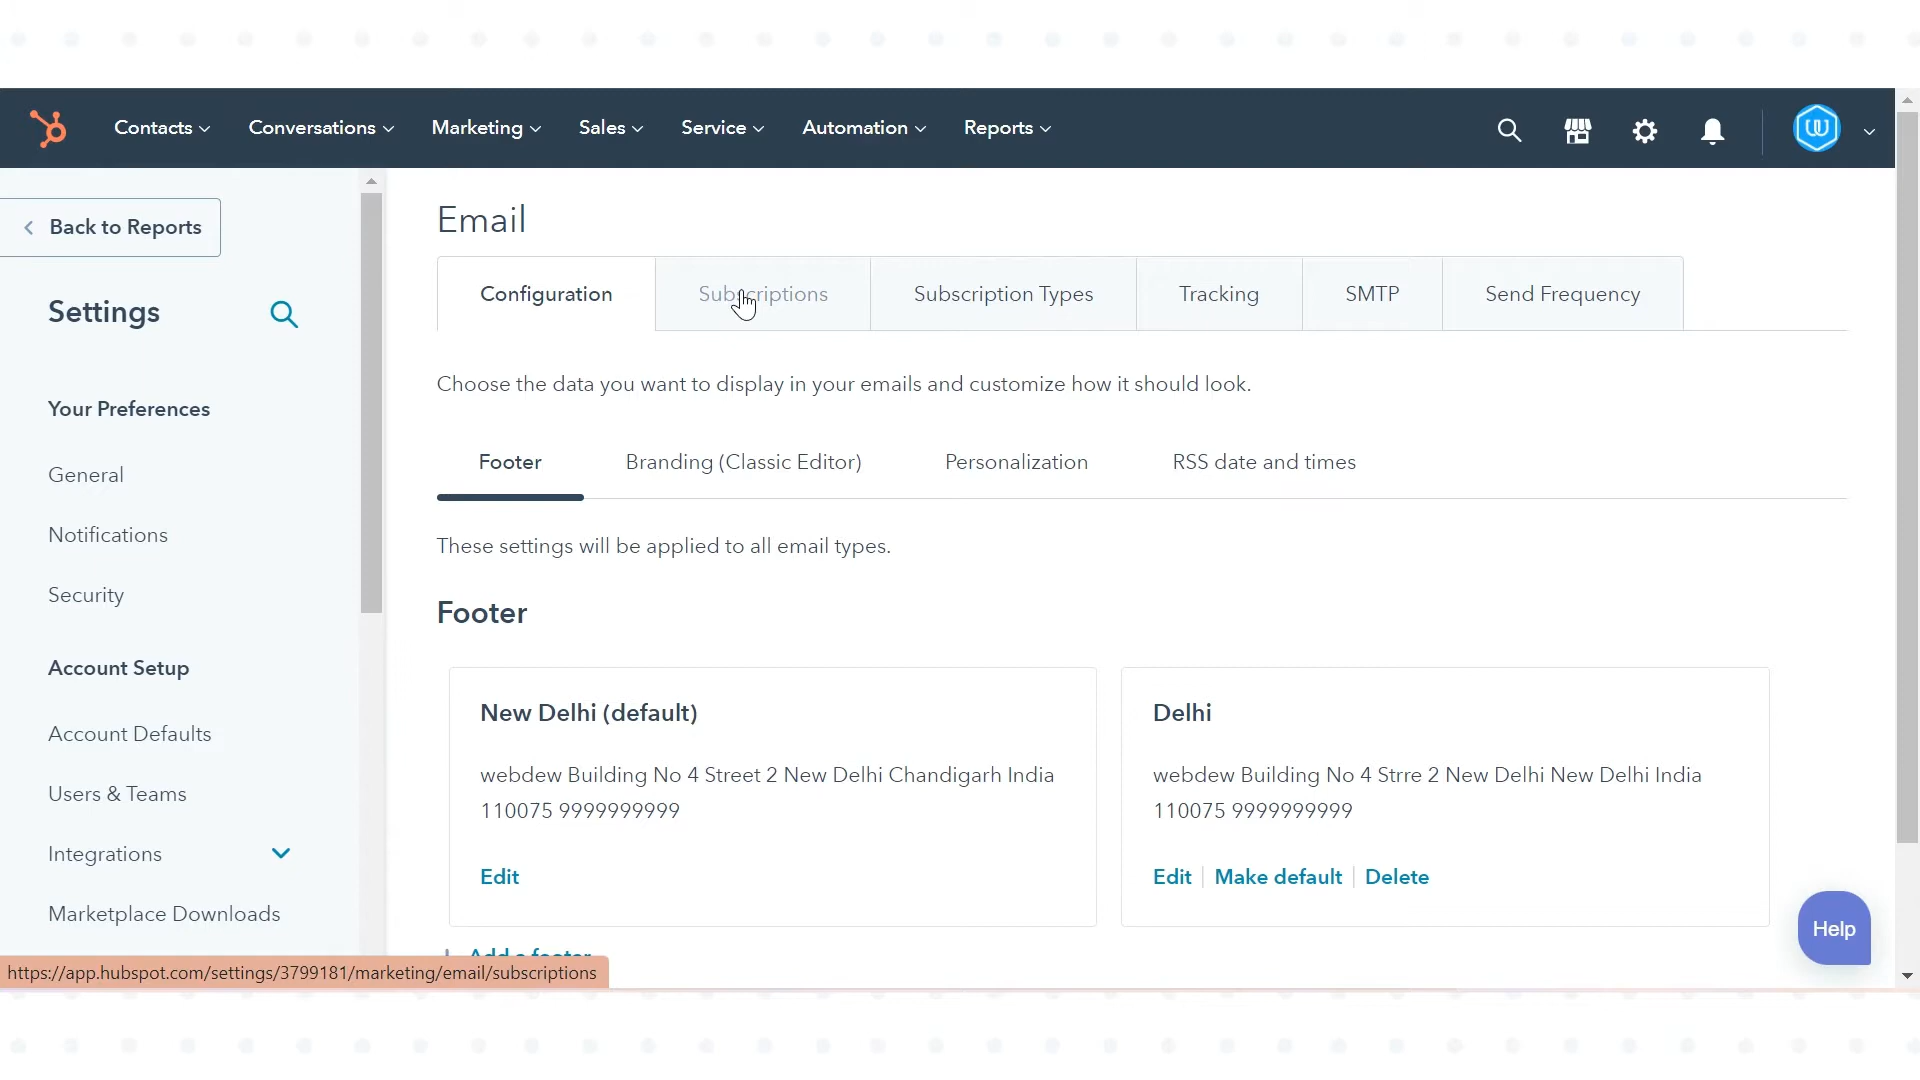 Contacts Conversations Marketing Sales Service Automation Reports
Back to Reports
Settings
Your Preferences
General
Notifications
Security
Account Setup
Account Defaults
Users & Teams
Integrations
Marketplace Downloads
Email
Configuration Subscriptions Subscription Types Tracking SMTP Send Frequency
Choose the data you want to display in your emails and customize how it should look.
Footer Branding (Classic Editor) Personalization RSS date and times
These settings will be applied to all email types.
Footer
New Delhi (default)
webdew Building No 4 Street 2 New Delhi Chandigarh India
110075 9999999999
Edit
Delhi
webdew Building No 4 Strre 2 New Delhi New Delhi India
110075 9999999999
Edit Make default Delete
Add a footer
Help
https://app.hubspot.com/settings/3799181/marketing/email/subscriptions